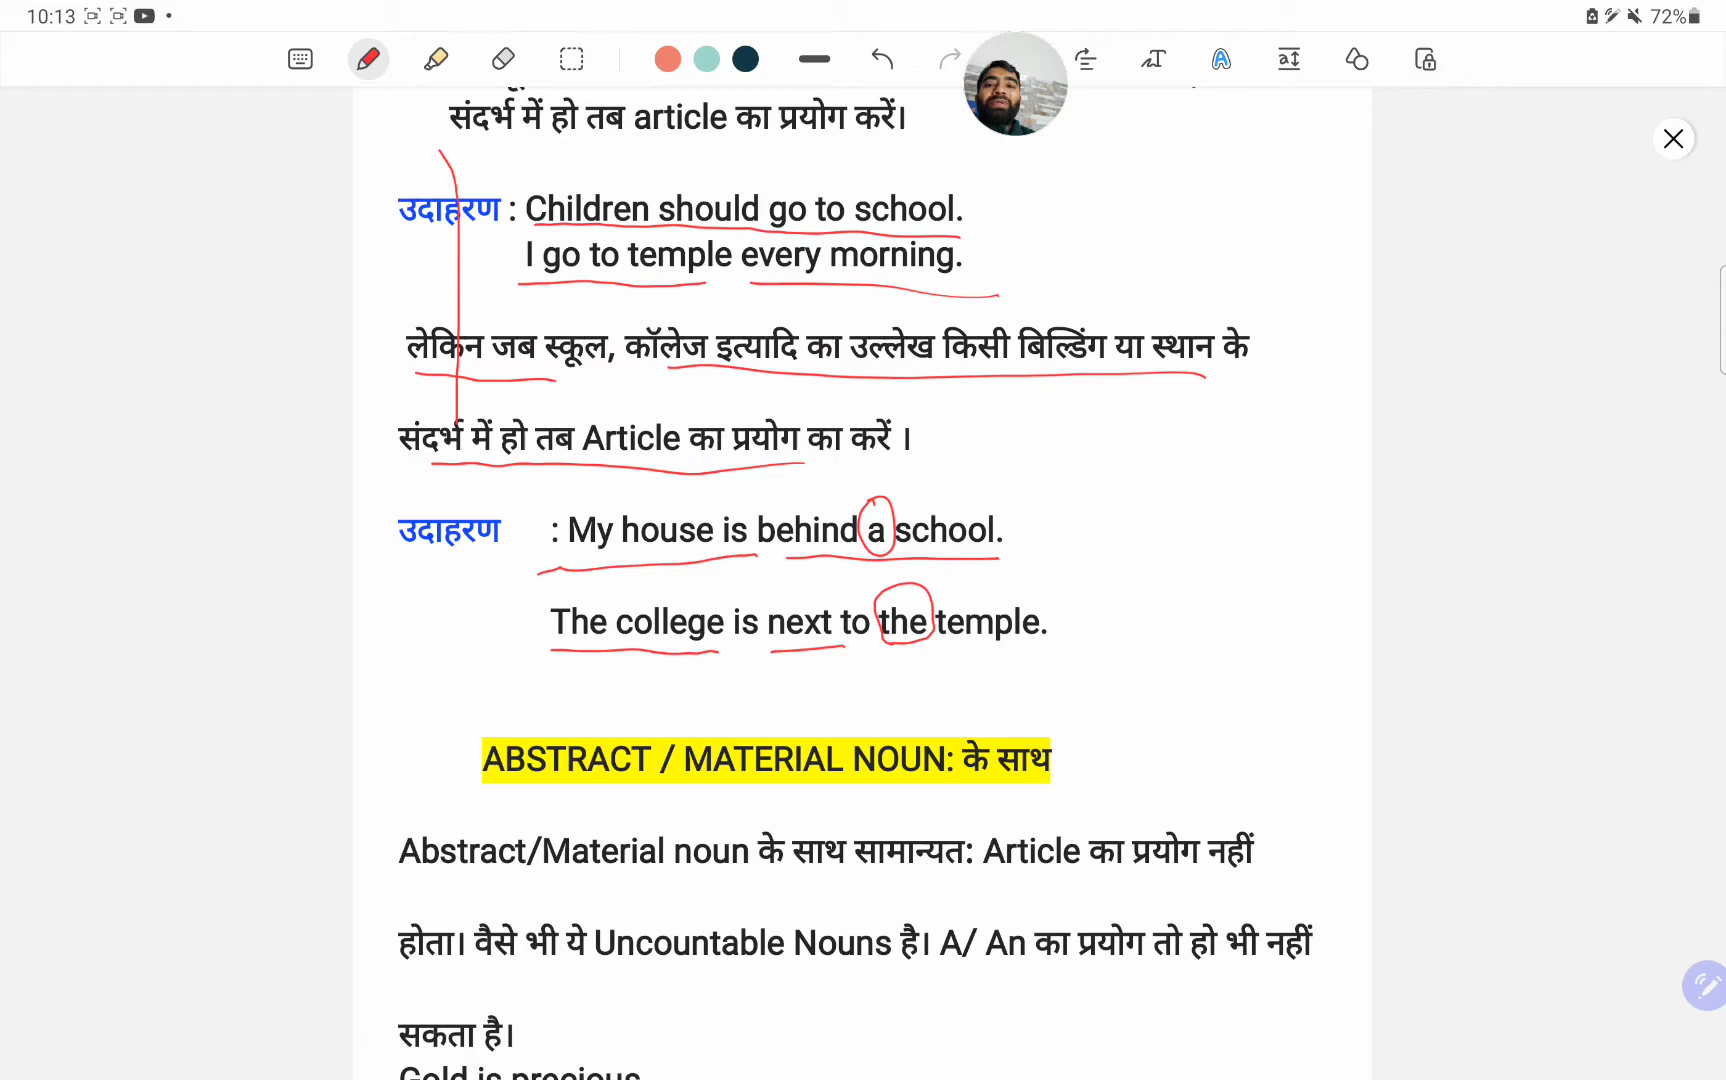 10:13
72%
संदर्भ में हो तब article का प्रयोग करें।
उदाहरण : Children should go to school.
I go to temple every morning.
लेकिन जब स्कूल, कॉलेज इत्यादि का उल्लेख किसी बिल्डिंग या स्थान के
संदर्भ में हो तब Article का प्रयोग का करें ।
उदाहरण : My house is behind a school.
The college is next to the temple.
ABSTRACT / MATERIAL NOUN: के साथ
Abstract/Material noun के साथ सामान्यत: Article का प्रयोग नहीं
होता। वैसे भी ये Uncountable Nouns है। A/ An का प्रयोग तो हो भी नहीं
सकता है।
Gold is precious